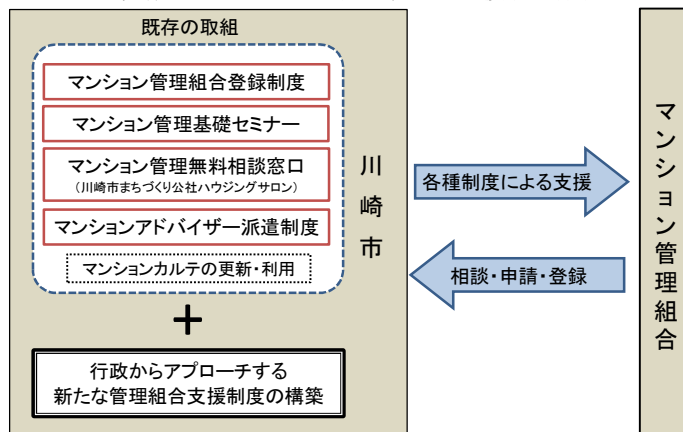 既存の取組
マンション管理組合登録制度
マンション管理基礎セミナー
マンション管理無料相談窓口
（川崎市まちづくり公社ハウジングサロン）
マンションアドバイザー派遣制度
マンションカルテの更新・利用
川崎市
＋
行政からアプローチする
新たな管理組合支援制度の構築
各種制度による支援
相談・申請・登録
マンション管理組合